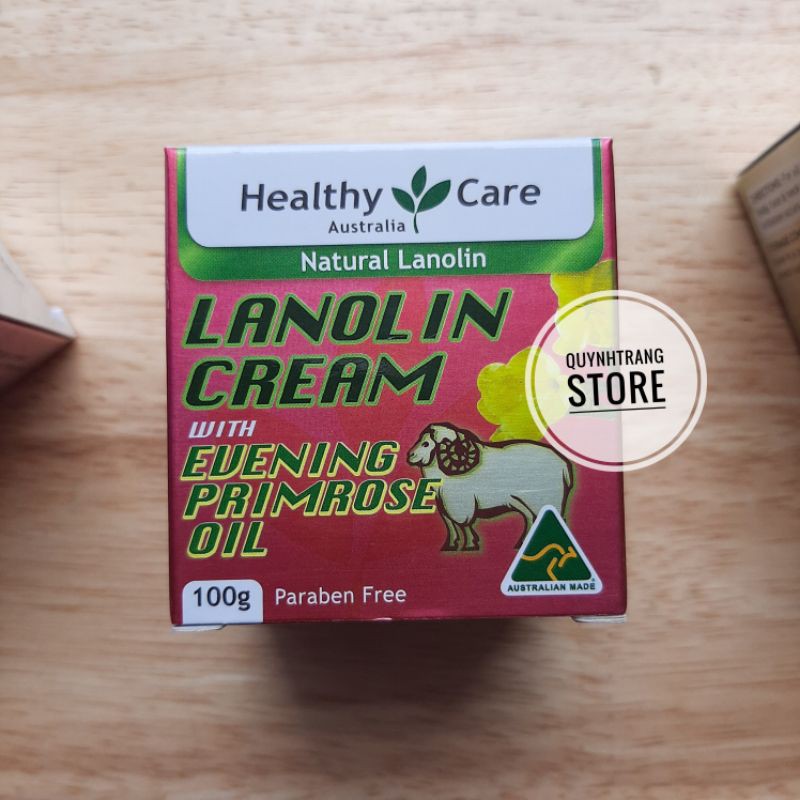 Healthy Care
Australia
Natural Lanolin
LANOLIN
CREAM
WITH
EVENING
PRIMROSE
OIL
100g Paraben Free
AUSTRALIAN MADE
QUYNHTRANG
STORE